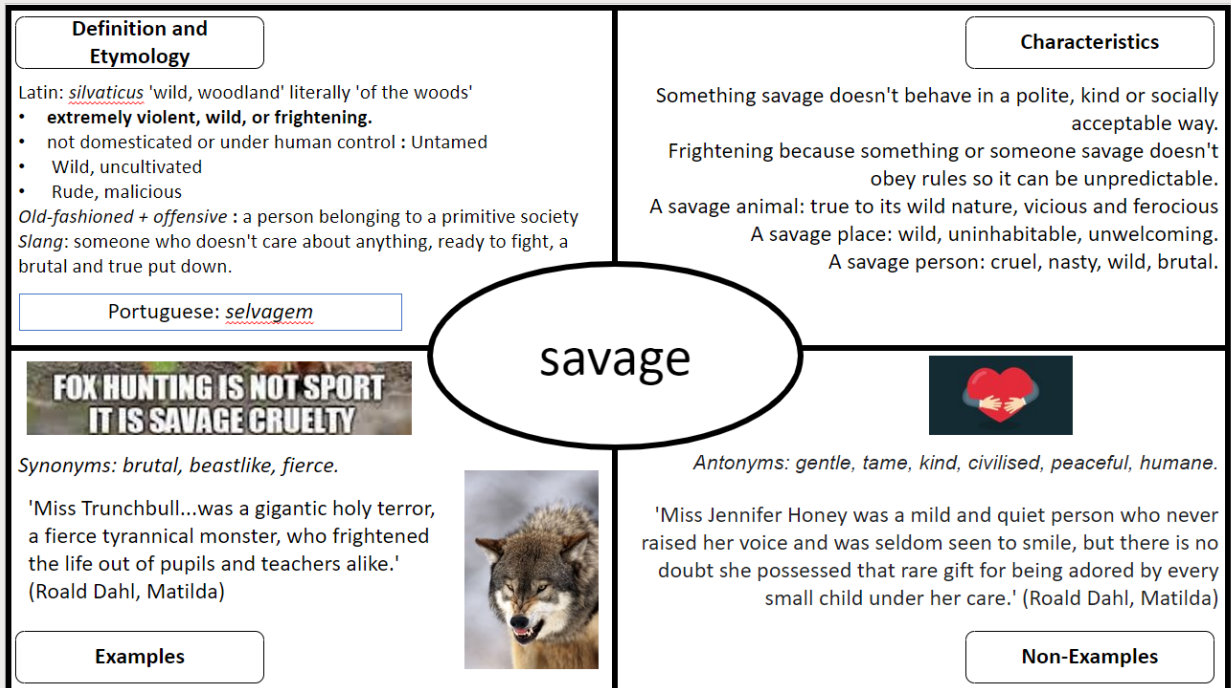 Definition and
Etymology
Latin: silvaticus 'wild, woodland' literally 'of the woods'
• extremely violent, wild, or frightening.
• not domesticated or under human control : Untamed
• Wild, uncultivated
• Rude, malicious
Old-fashioned + offensive : a person belonging to a primitive society
Slang: someone who doesn't care about anything, ready to fight, a
brutal and true put down.
Portuguese: selvagem
Characteristics
Something savage doesn't behave in a polite, kind or socially
acceptable way.
Frightening because something or someone savage doesn't
obey rules so it can be unpredictable.
A savage animal: true to its wild nature, vicious and ferocious
A savage place: wild, uninhabitable, unwelcoming.
A savage person: cruel, nasty, wild, brutal.
savage
FOX HUNTING IS NOT SPORT
IT IS SAVAGE CRUELTY
Synonyms: brutal, beastlike, fierce.
'Miss Trunchbull...was a gigantic holy terror,
a fierce tyrannical monster, who frightened
the life out of pupils and teachers alike.'
(Roald Dahl, Matilda)
Examples
Antonyms: gentle, tame, kind, civilised, peaceful, humane.
'Miss Jennifer Honey was a mild and quiet person who never
raised her voice and was seldom seen to smile, but there is no
doubt she possessed that rare gift for being adored by every
small child under her care.' (Roald Dahl, Matilda)
Non-Examples